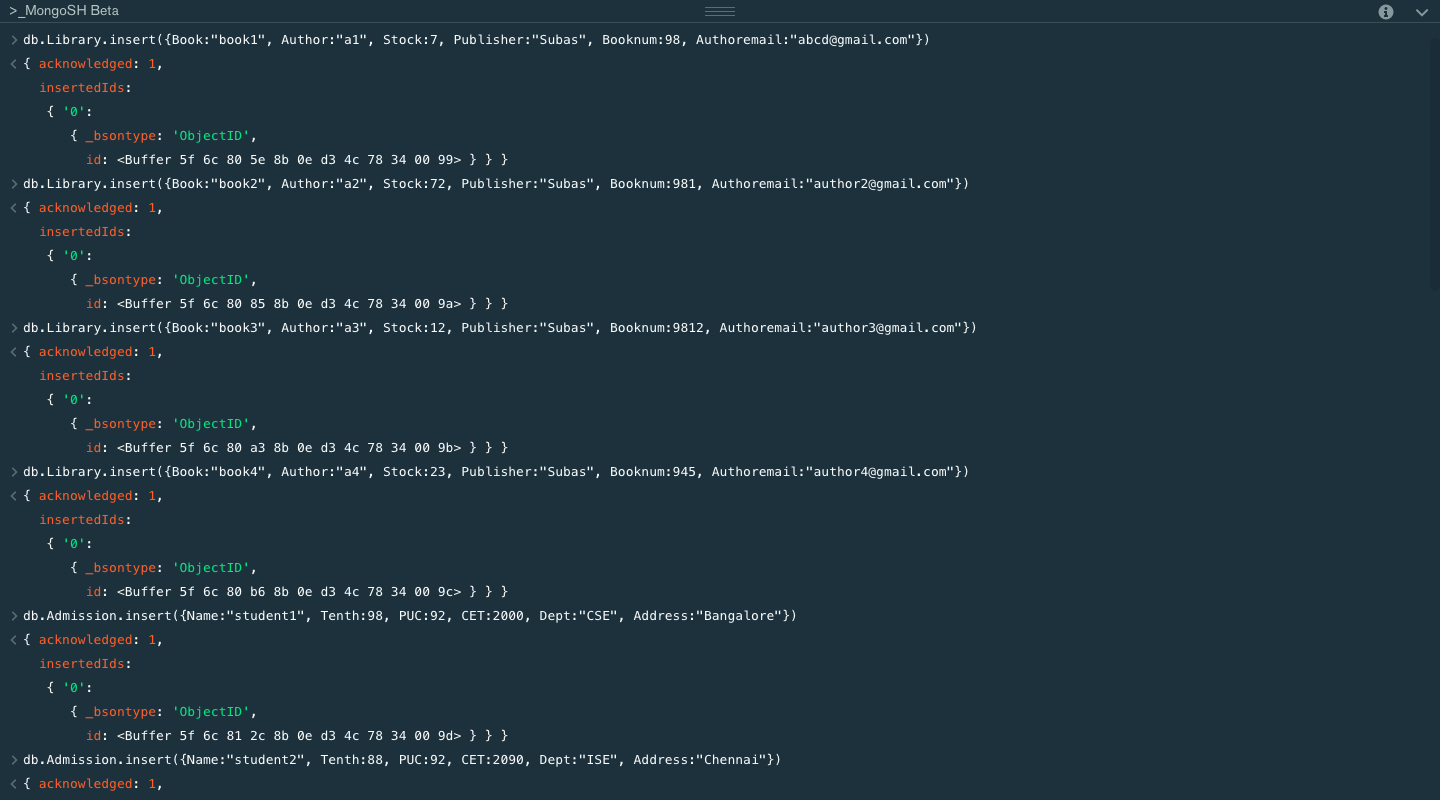 >_MongoSH Beta
> db.Library.insert({Book:"book1", Author:"a1", Stock:7, Publisher:"Subas", Booknum:98, Authoremail:"abcd@gmail.com"})
< { acknowledged: 1,
insertedIds:
{ '0':
{ _bsontype: 'ObjectID',
id: <Buffer 5f 6c 80 5e 8b 0e d3 4c 78 34 00 99> } } }
> db.Library.insert({Book:"book2", Author:"a2", Stock:72, Publisher:"Subas", Booknum:981, Authoremail:"author2@gmail.com"})
< { acknowledged: 1,
insertedIds:
{ '0':
{ _bsontype: 'ObjectID',
id: <Buffer 5f 6c 80 85 8b 0e d3 4c 78 34 00 9a> } } }
> db.Library.insert({Book:"book3", Author:"a3", Stock:12, Publisher:"Subas", Booknum:9812, Authoremail:"author3@gmail.com"})
< { acknowledged: 1,
insertedIds:
{ '0':
{ _bsontype: 'ObjectID',
id: <Buffer 5f 6c 80 a3 8b 0e d3 4c 78 34 00 9b> } } }
> db.Library.insert({Book:"book4", Author:"a4", Stock:23, Publisher:"Subas", Booknum:945, Authoremail:"author4@gmail.com"})
< { acknowledged: 1,
insertedIds:
{ '0':
{ _bsontype: 'ObjectID',
id: <Buffer 5f 6c 80 b6 8b 0e d3 4c 78 34 00 9c> } } }
> db.Admission.insert({Name:"student1", Tenth:98, PUC:92, CET:2000, Dept:"CSE", Address:"Bangalore"})
< { acknowledged: 1,
insertedIds:
{ '0':
{ _bsontype: 'ObjectID',
id: <Buffer 5f 6c 81 2c 8b 0e d3 4c 78 34 00 9d> } } }
> db.Admission.insert({Name:"student2", Tenth:88, PUC:92, CET:2090, Dept:"ISE", Address:"Chennai"})
< { acknowledged: 1,